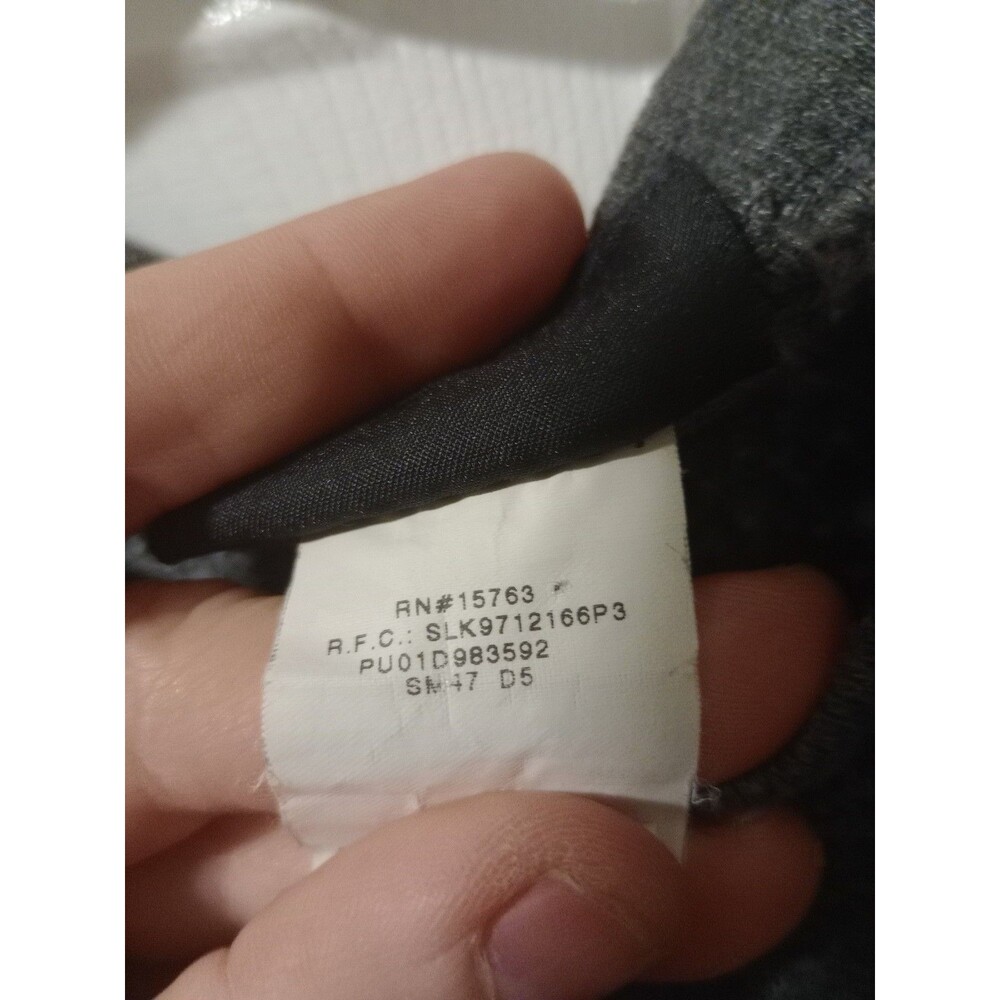 RN#15763
R.F.C.: SLK9712166P3
PU01D983592
SM47 D5